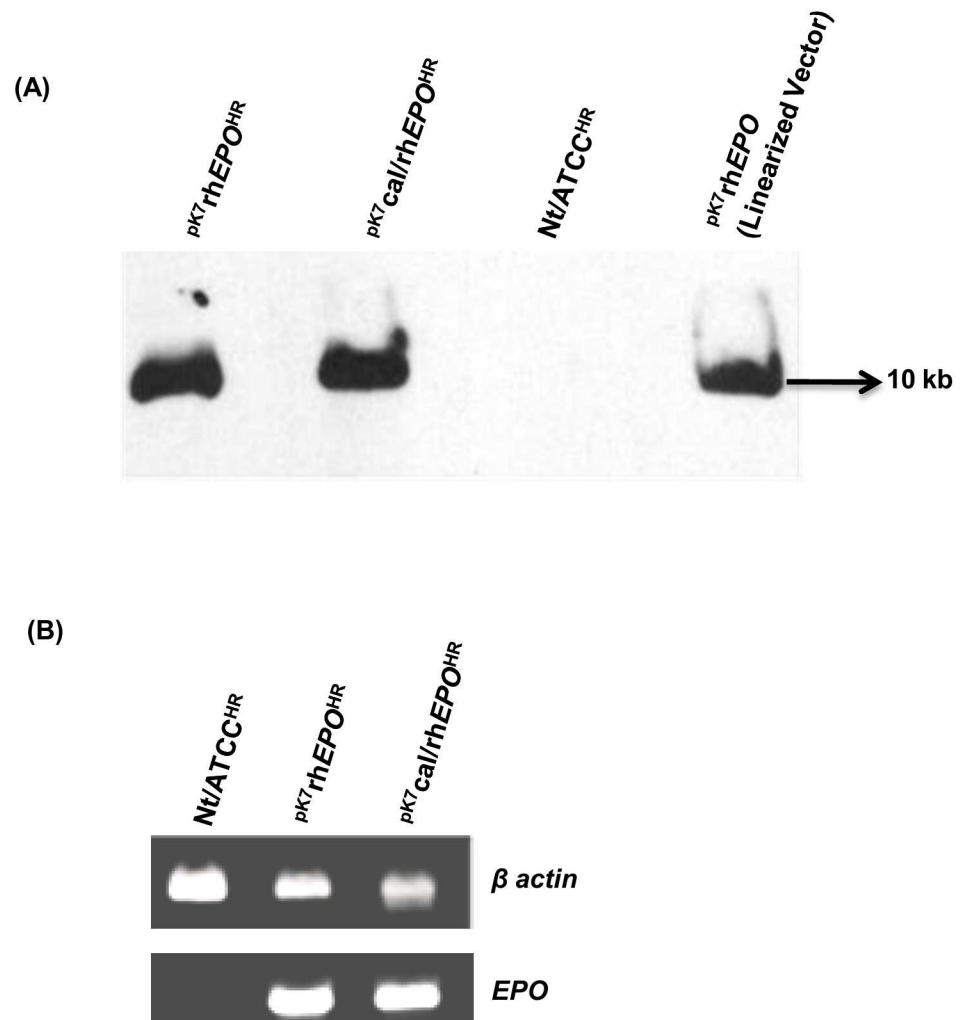 (A)
pK7rhEPOHR
pK7cal/rhEPOHR
Nt/ATCCHR
pK7rhEPO
(Linearized Vector)
10 kb
(B)
Nt/ATCCHR
pK7rhEPOHR
pK7cal/rhEPOHR
β actin
EPO